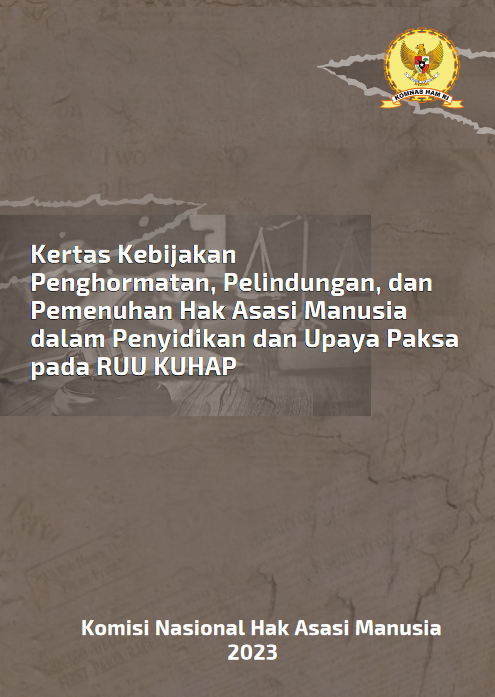 KOMNAS HAM RI
Kertas Kebijakan
Penghormatan, Pelindungan, dan
Pemenuhan Hak Asasi Manusia
dalam Penyidikan dan Upaya Paksa
pada RUU KUHAP
Komisi Nasional Hak Asasi Manusia
2023